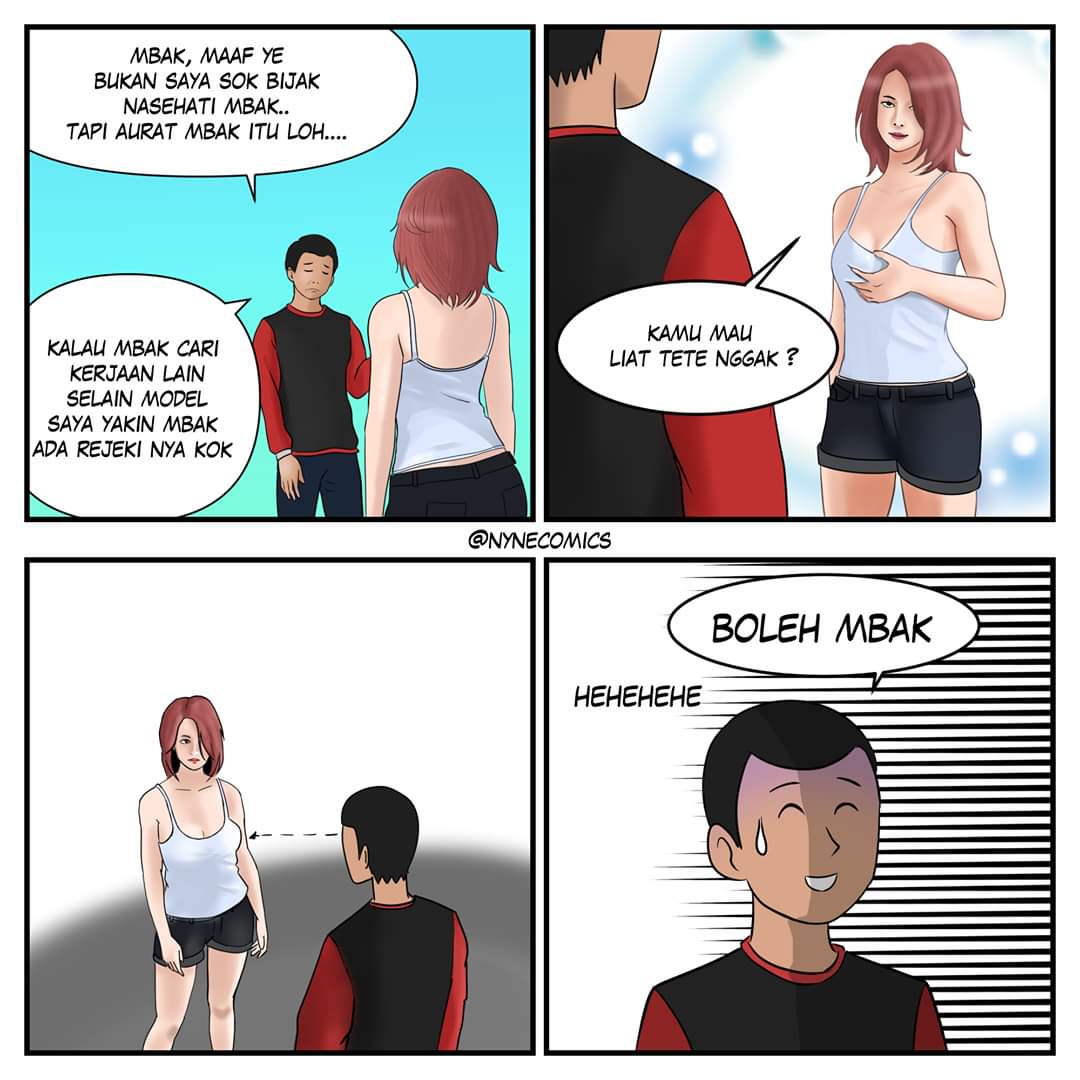 MBAK, MAAF YE
BUKAN SAYA SOK BIJAK
NASEHATI MBAK..
TAPI AURAT MBAK ITU LOH....
KALAU MBAK CARI
KERJAAN LAIN
SELAIN MODEL
SAYA YAKIN MBAK
ADA REJEKI NYA KOK
KAMU MAU
LIAT TETE NGGAK ?
@NYNECOMICS
BOLEH MBAK
HEHEHEHE